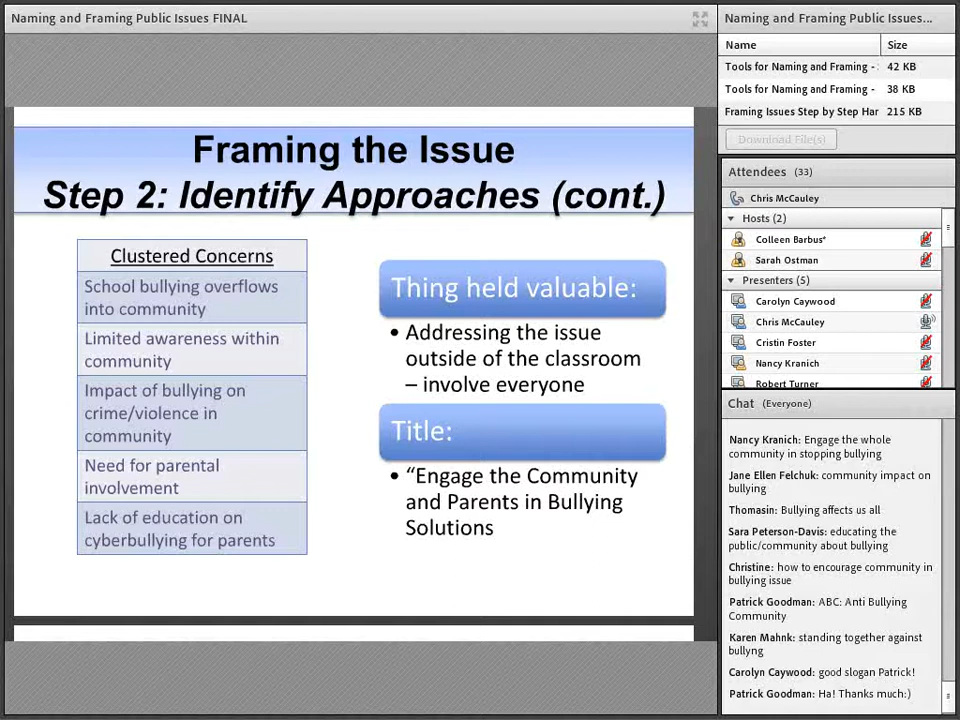 Naming and Framing Public Issues FINAL
Framing the Issue
Step 2: Identify Approaches (cont.)
Clustered Concerns
School bullying overflows
into community
Limited awareness within
community
Impact of bullying on
crime/violence in
community
Need for parental
involvement
Lack of education on
cyberbullying for parents
Thing held valuable:
• Addressing the issue
outside of the classroom
– involve everyone
Title:
• “Engage the Community
and Parents in Bullying
Solutions
Naming and Framing Public Issues...
Name Size
Tools for Naming and Framing - 42 KB
Tools for Naming and Framing - 38 KB
Framing Issues Step by Step Har 215 KB
Download File(s)
Attendees (33)
Chris McCauley
Hosts (2)
Colleen Barbus*
Sarah Ostman
Presenters (5)
Carolyn Caywood
Chris McCauley
Cristin Foster
Nancy Kranich
Robert Turner
Chat (Everyone)
Nancy Kranich: Engage the whole
community in stopping bullying
Jane Ellen Felchuk: community impact on
bullying
Thomasin: Bullying affects us all
Sara Peterson-Davis: educating the
public/community about bullying
Christine: how to encourage community in
bullying issue
Patrick Goodman: ABC: Anti Bullying
Community
Karen Mahnk: standing together against
bullyng
Carolyn Caywood: good slogan Patrick!
Patrick Goodman: Ha! Thanks much:)